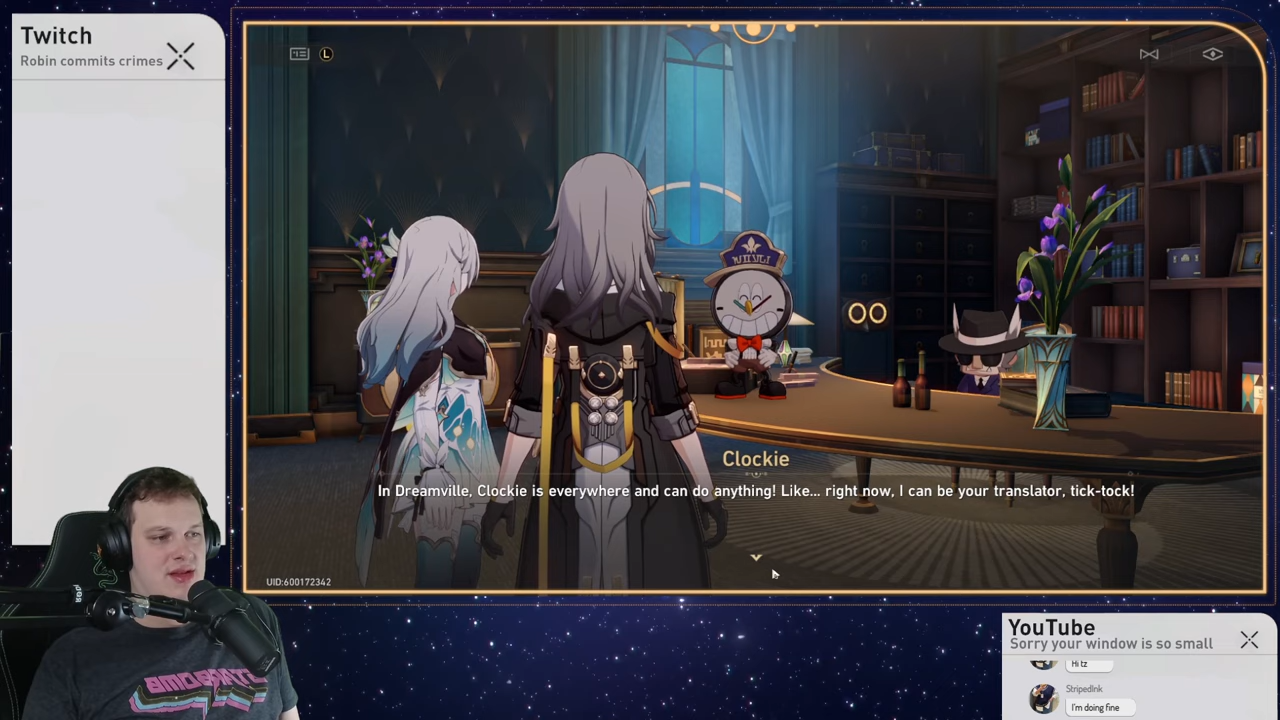 Twitch
Robin commits crimes
L
Clockie
In Dreamville, Clockie is everywhere and can do anything! Like... right now, I can be your translator, tick-tock!
UID:600172342
YouTube
Sorry your window is so small
Hi tz
StripedInk
I'm doing fine